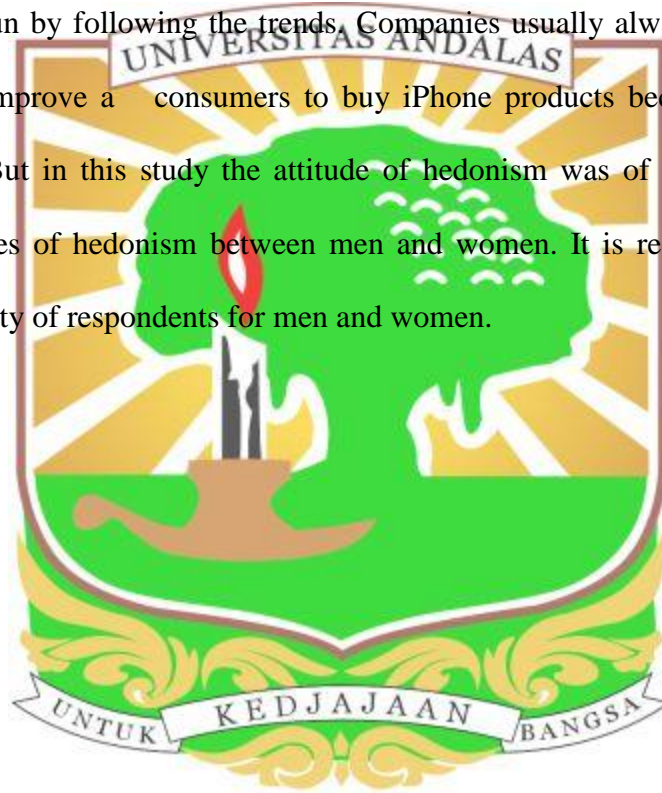 un by following the trends. Companies usually alw
UNIVERSITAS ANDALAS
mprove a consumers to buy iPhone products bec
But in this study the attitude of hedonism was of
es of hedonism between men and women. It is re
ty of respondents for men and women.
UNTUK KEDJAJAAN BANGSA